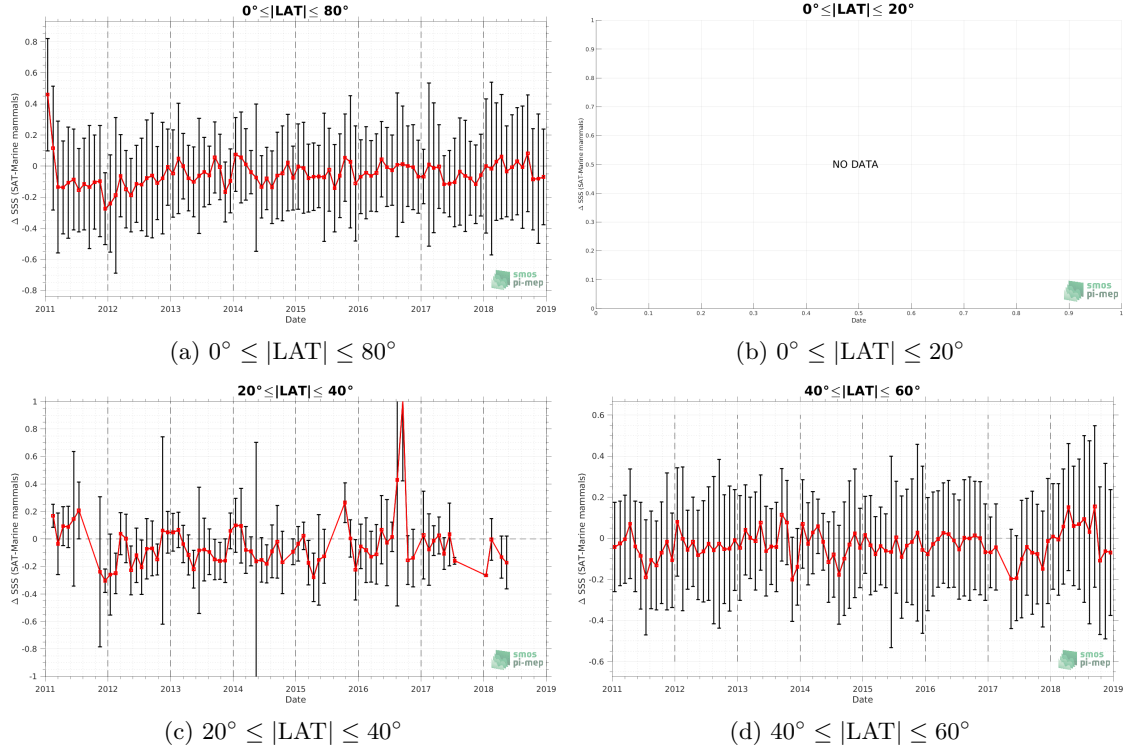 0°≤|LAT|≤ 80°
Δ SSS (SAT-Marine mammals)
0.8
0.6
0.4
0.2
0
-0.2
-0.4
-0.6
-0.8
2011 2012 2013 2014 2015 2016 2017 2018 2019
Date
smos
pi-mep
(a) 0° ≤ |LAT| ≤ 80°
0°≤|LAT|≤ 20°
Δ SSS (SAT-Marine mammals)
1
0.9
0.8
0.7
0.6
0.5
0.4
0.3
0.2
0.1
0
NO DATA
0 0.1 0.2 0.3 0.4 0.5 0.6 0.7 0.8 0.9 1
Date
smos
pi-mep
(b) 0° ≤ |LAT| ≤ 20°
20°≤|LAT|≤ 40°
Δ SSS (SAT-Marine mammals)
1
0.8
0.6
0.4
0.2
0
-0.2
-0.4
-0.6
-0.8
-1
2011 2012 2013 2014 2015 2016 2017 2018 2019
Date
smos
pi-mep
(c) 20° ≤ |LAT| ≤ 40°
40°≤|LAT|≤ 60°
Δ SSS (SAT-Marine mammals)
0.6
0.4
0.2
0
-0.2
-0.4
-0.6
2011 2012 2013 2014 2015 2016 2017 2018 2019
Date
smos
pi-mep
(d) 40° ≤ |LAT| ≤ 60°